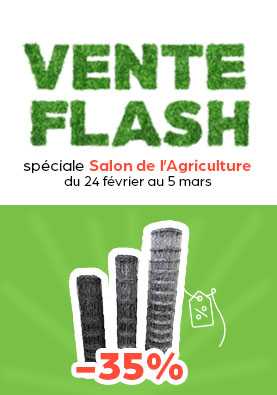 VENTE
FLASH
spéciale Salon de l'Agriculture
du 24 février au 5 mars
%
-35%